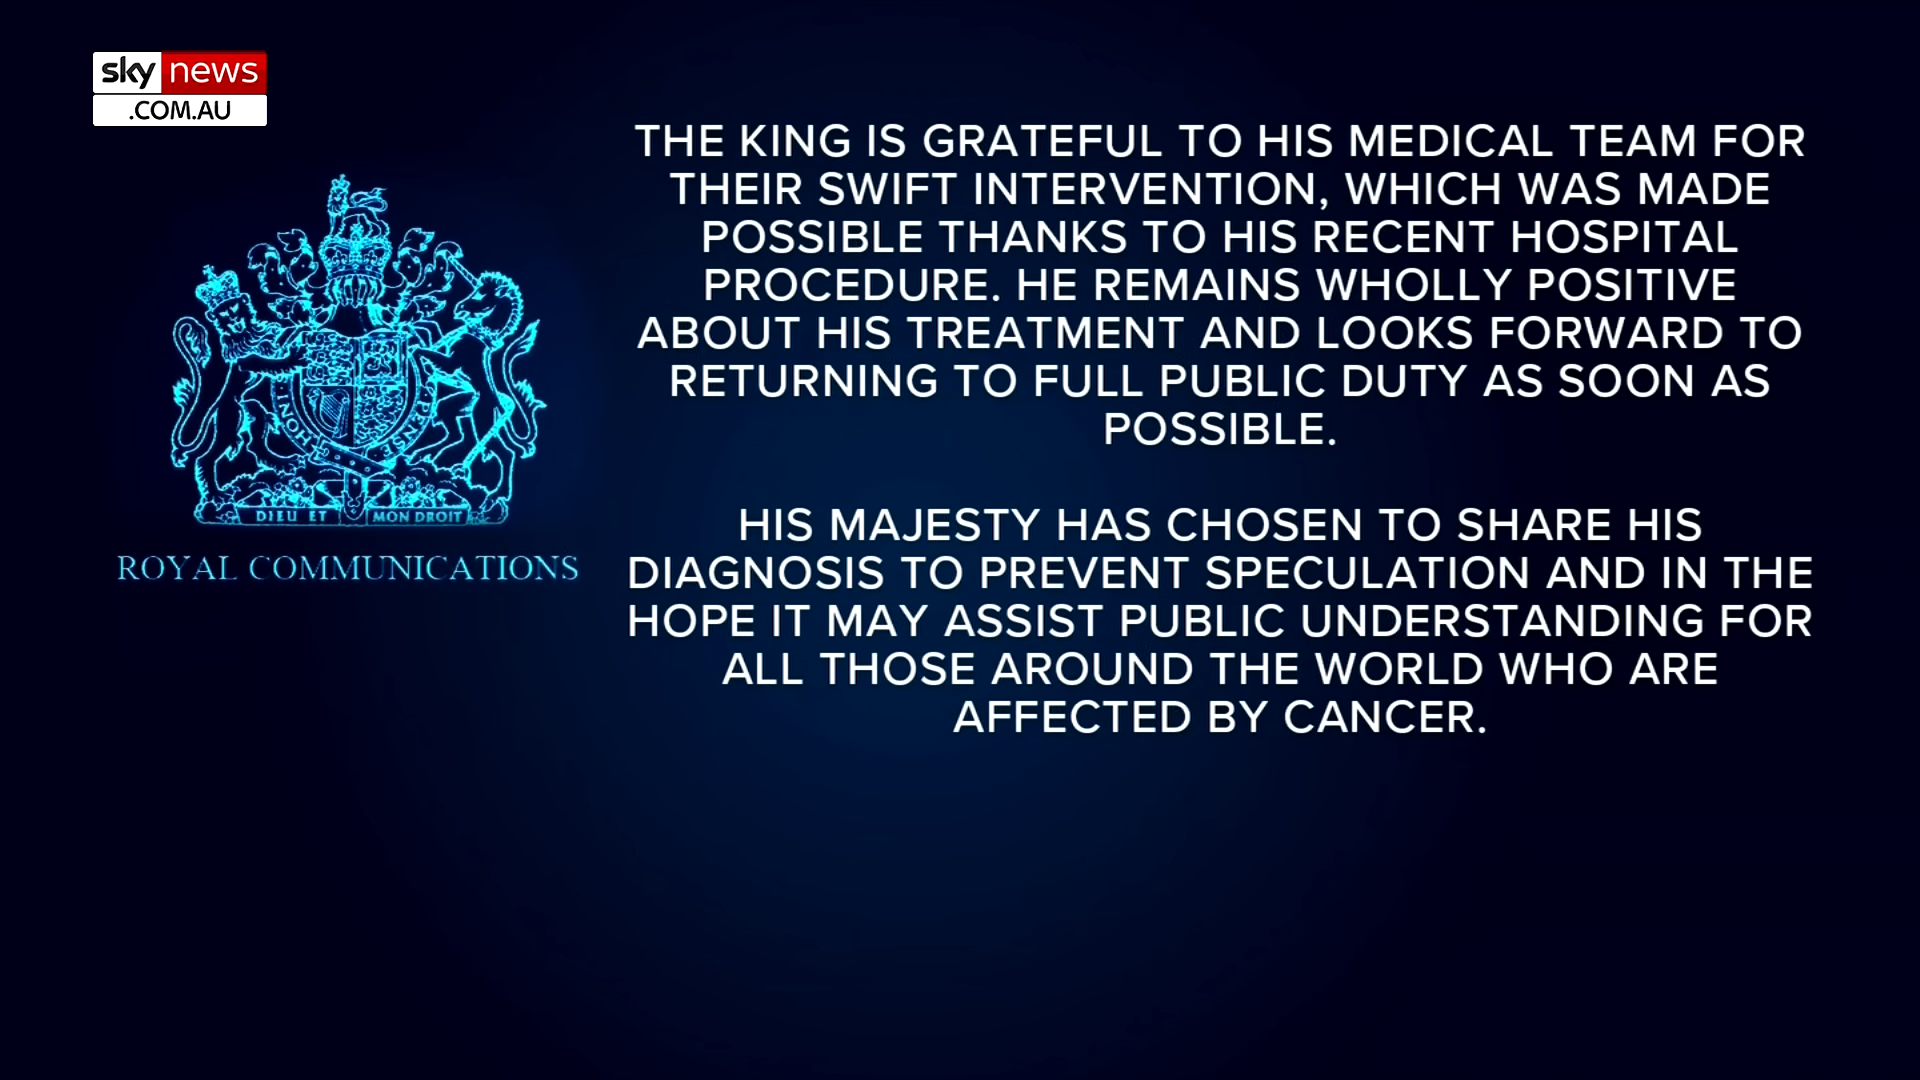 sky news
.COM.AU
THE KING IS GRATEFUL TO HIS MEDICAL TEAM FOR
THEIR SWIFT INTERVENTION, WHICH WAS MADE
POSSIBLE THANKS TO HIS RECENT HOSPITAL
PROCEDURE. HE REMAINS WHOLLY POSITIVE
ABOUT HIS TREATMENT AND LOOKS FORWARD TO
RETURNING TO FULL PUBLIC DUTY AS SOON AS
POSSIBLE.
HIS MAJESTY HAS CHOSEN TO SHARE HIS
DIAGNOSIS TO PREVENT SPECULATION AND IN THE
HOPE IT MAY ASSIST PUBLIC UNDERSTANDING FOR
ALL THOSE AROUND THE WORLD WHO ARE
AFFECTED BY CANCER.
HONI
PENSE
DIEU ET MON DROIT
ROYAL COMMUNICATIONS